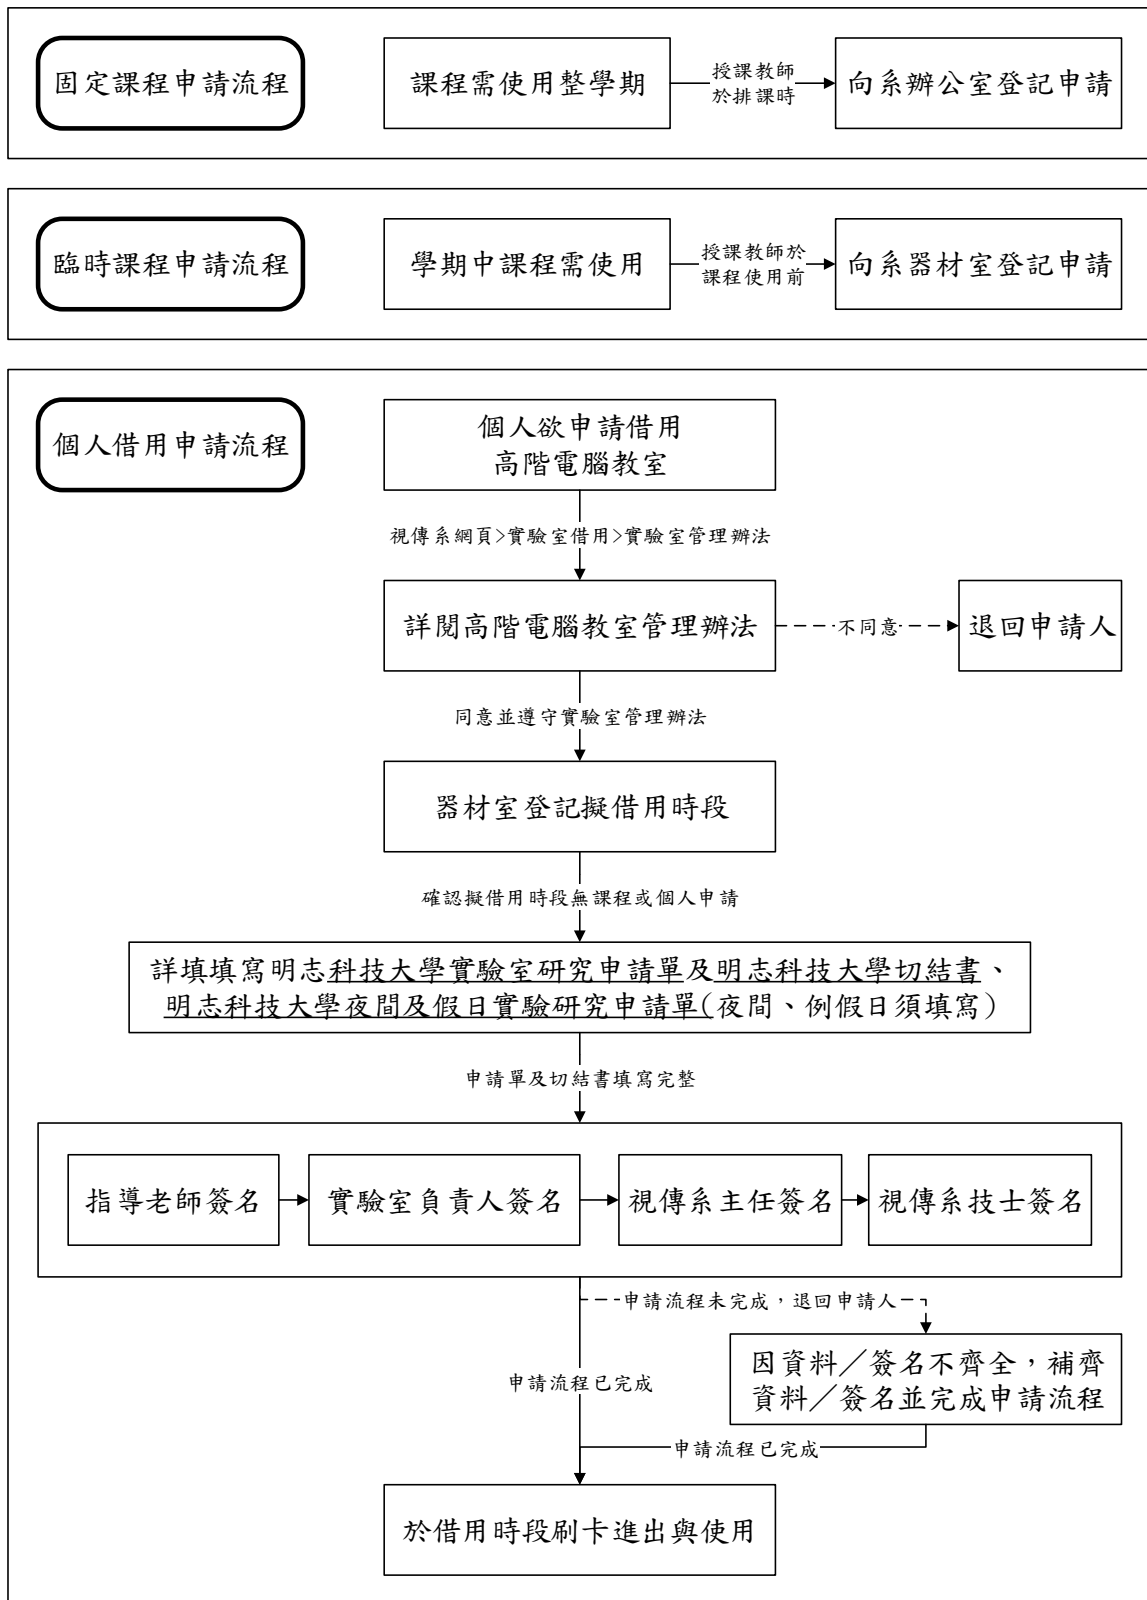 固定課程申請流程
課程需使用整學期
授課教師
於排課時
向系辦公室登記申請
臨時課程申請流程
學期中課程需使用
授課教師於
課程使用前
向系器材室登記申請
個人借用申請流程
個人欲申請借用
高階電腦教室
視傳系網頁>實驗室借用>實驗室管理辦法
詳閱高階電腦教室管理辦法
不同意
退回申請人
同意並遵守實驗室管理辦法
器材室登記擬借用時段
確認擬借用時段無課程或個人申請
詳填填寫明志科技大學實驗室研究申請單及明志科技大學切結書、
明志科技大學夜間及假日實驗研究申請單(夜間、例假日須填寫)
申請單及切結書填寫完整
指導老師簽名
實驗室負責人簽名
視傳系主任簽名
視傳系技士簽名
申請流程未完成，退回申請人
因資料／簽名不齊全，補齊
資料／簽名並完成申請流程
申請流程已完成
申請流程已完成
於借用時段刷卡進出與使用